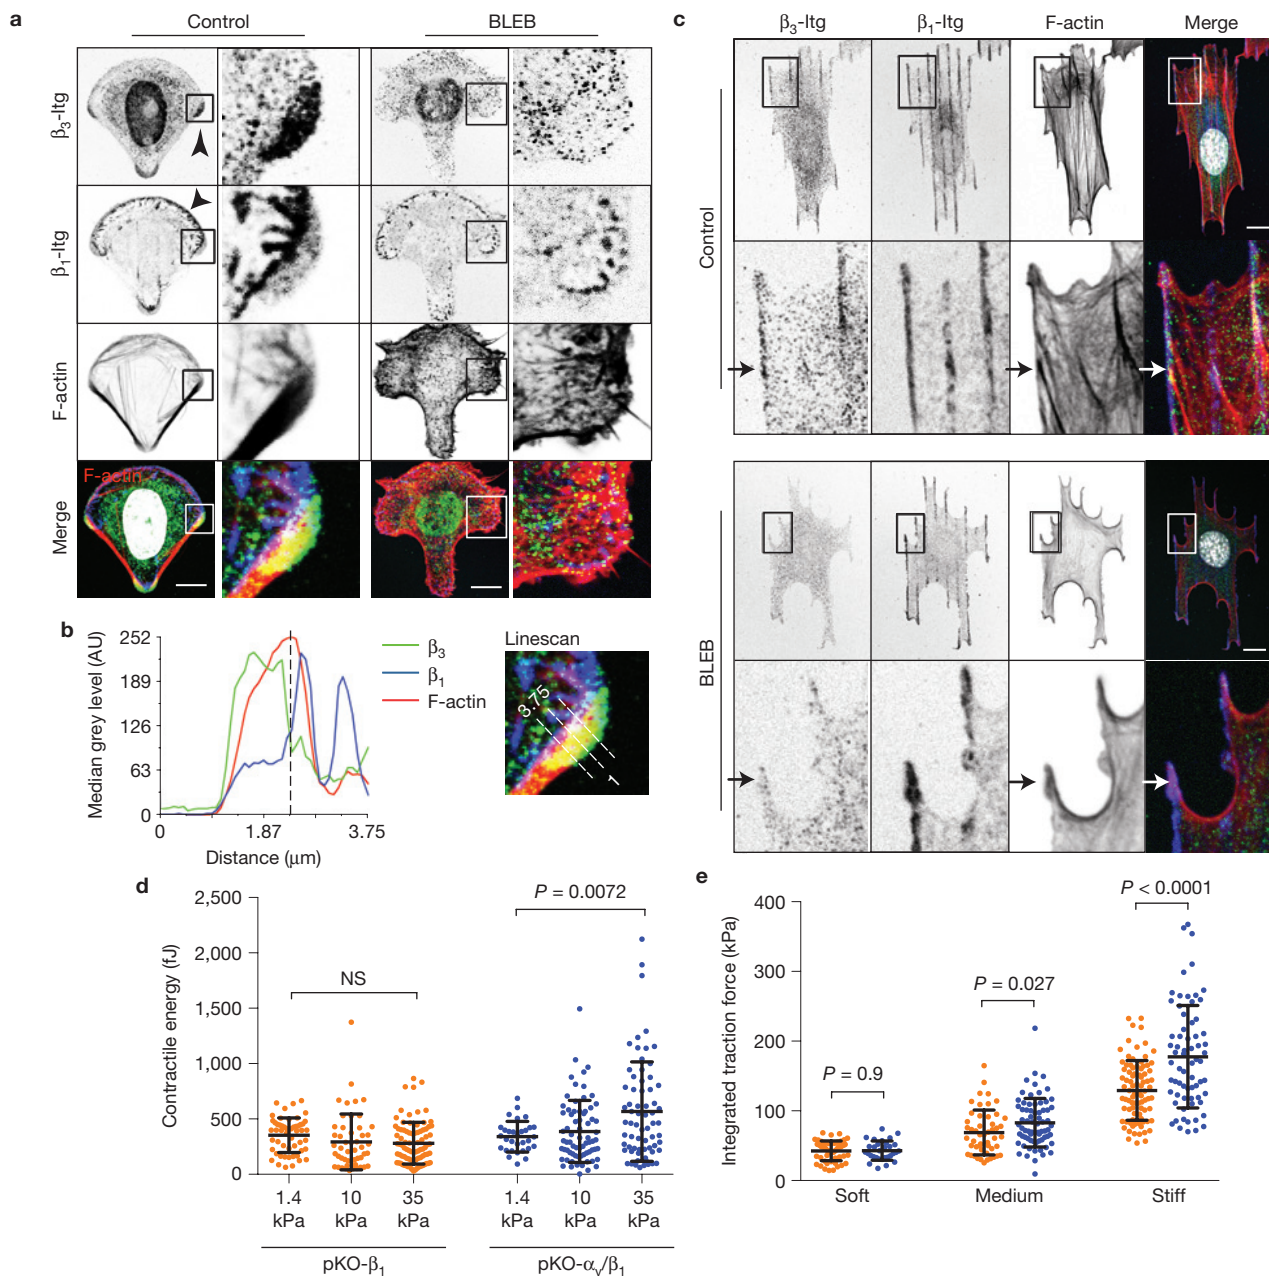 a
Control
BLEB
β3-Itg
β1-Itg
F-actin
Merge
F-actin
b
Median grey level (AU)
252
189
126
63
0
0
1.87
3.75
Distance (μm)
β3
β1
F-actin
Linescan
3.75
1
c
β3-Itg
β1-Itg
F-actin
Merge
Control
BLEB
d
Contractile energy (fJ)
2,500
2,000
1,500
1,000
500
0
NS
P = 0.0072
1.4 kPa
10 kPa
35 kPa
1.4 kPa
10 kPa
35 kPa
pKO-β1
pKO-αv/β1
e
Integrated traction force (kPa)
400
300
200
100
0
P = 0.9
P = 0.027
P < 0.0001
Soft
Medium
Stiff